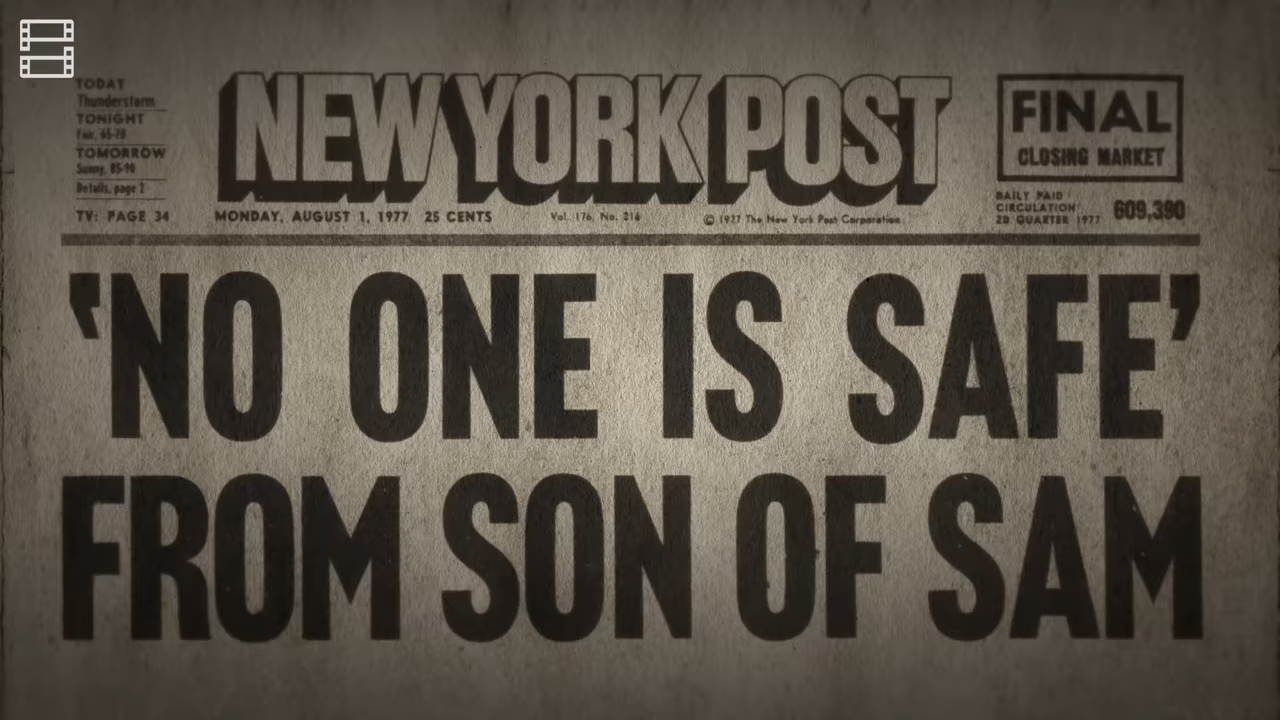 TODAY
Thunderstorm
TONIGHT
Fair, 65-70
TOMORROW
Sunny, 85-90
Details, page 2
TV: PAGE 34
NEW YORK POST
FINAL
CLOSING MARKET
MONDAY, AUGUST 1, 1977 25 CENTS
Vol. 176, No. 216
© 1977 The New York Post Corporation
DAILY PAID
CIRCULATION
2D QUARTER 1977
609,390
'NO ONE IS SAFE'
FROM SON OF SAM